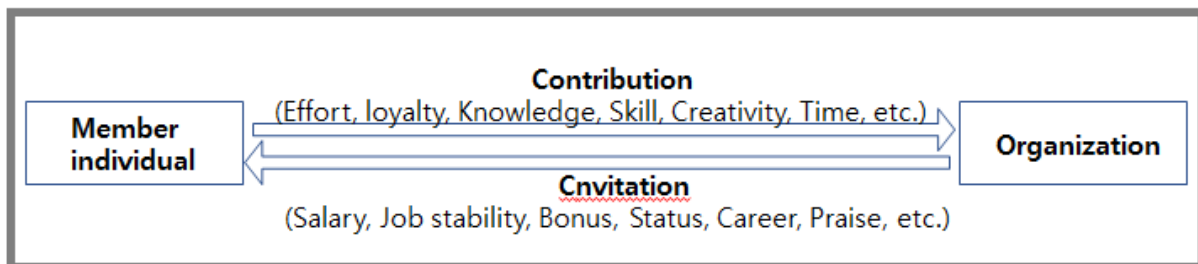 Contribution
(Effort, loyalty, Knowledge, Skill, Creativity, Time, etc.)
Member
individual
Organization
Cnvitation
(Salary, Job stability, Bonus, Status, Career, Praise, etc.)